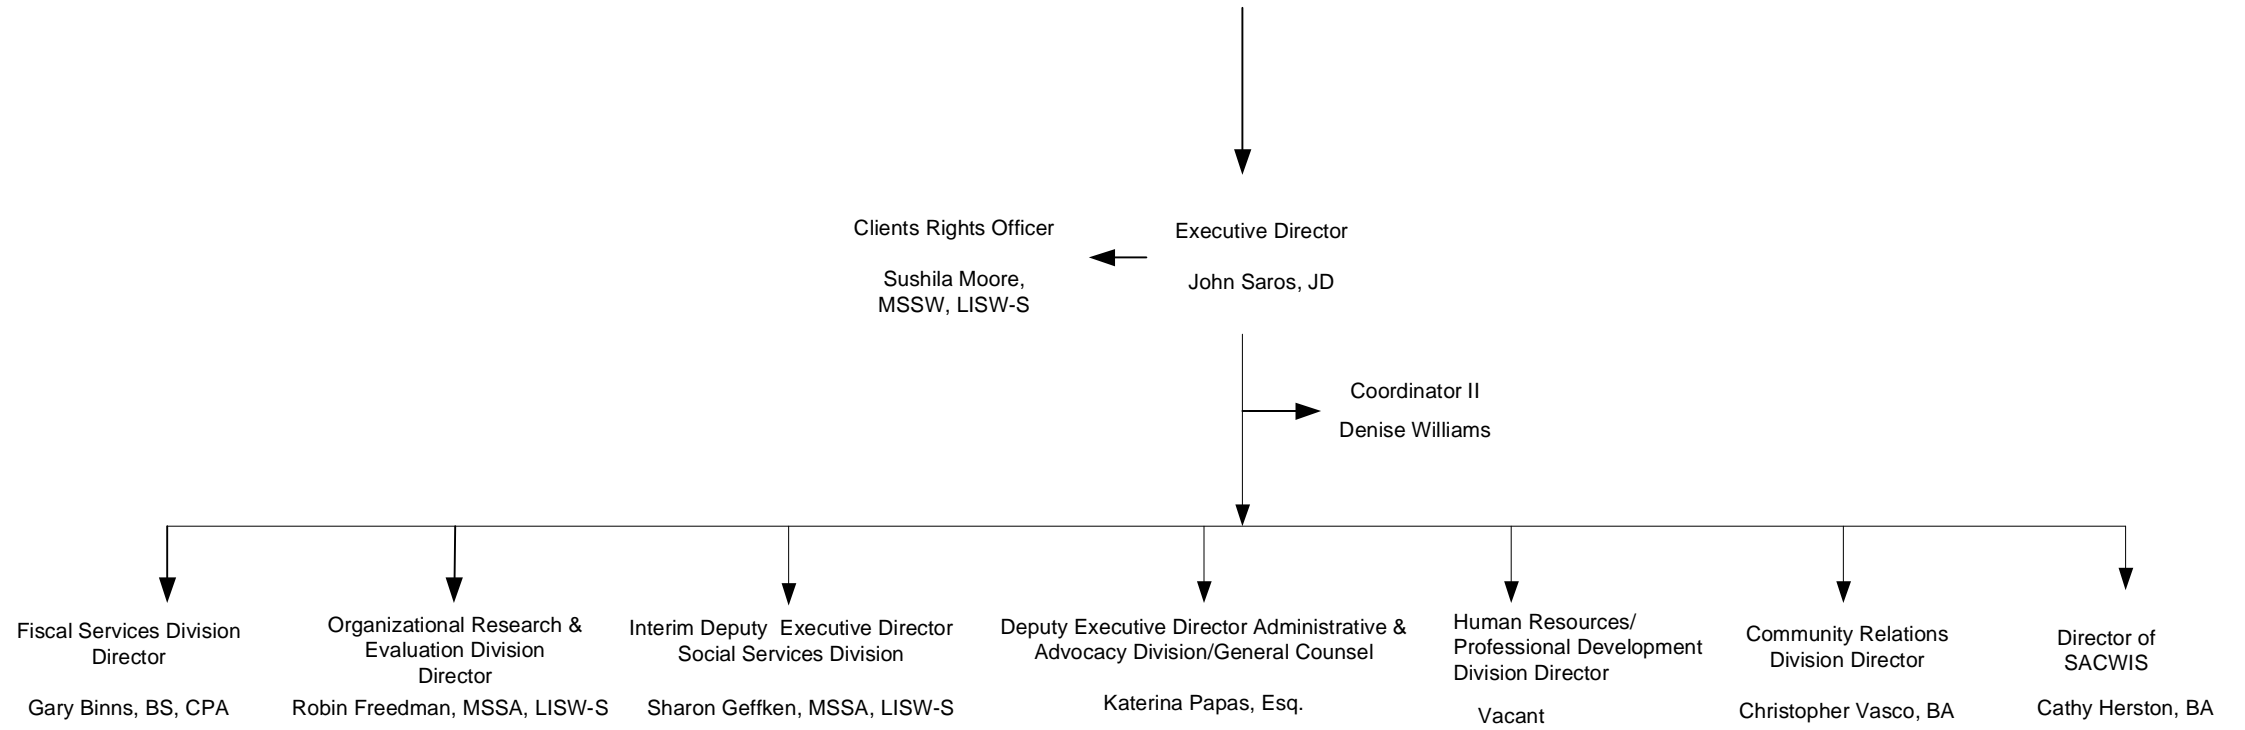 Clients Rights Officer
Sushila Moore,
MSSW, LISW-S
Executive Director
John Saros, JD
Coordinator II
Denise Williams
Fiscal Services Division
Director
Gary Binns, BS, CPA
Organizational Research &
Evaluation Division
Director
Robin Freedman, MSSA, LISW-S
Interim Deputy  Executive Director
Social Services Division
Sharon Geffken, MSSA, LISW-S
Deputy Executive Director Administrative &
Advocacy Division/General Counsel
Katerina Papas, Esq.
Human Resources/
Professional Development
Division Director
Vacant
Community Relations
Division Director
Christopher Vasco, BA
Director of
SACWIS
Cathy Herston, BA